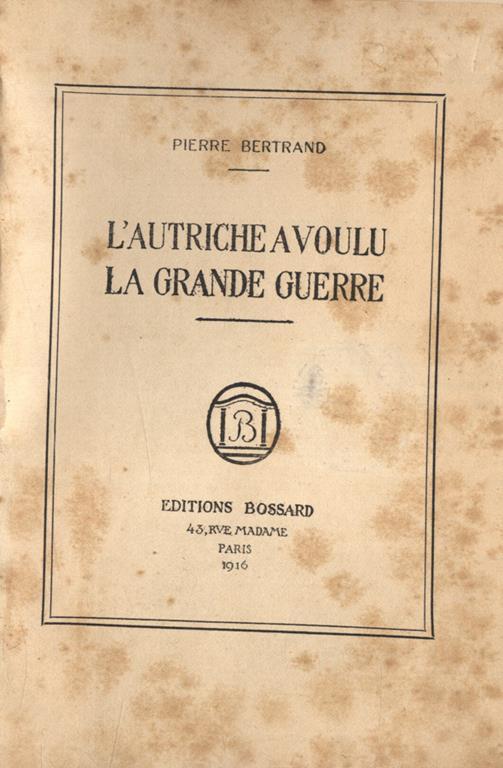 PIERRE BERTRAND
L'AUTRICHE A VOULU
LA GRANDE GUERRE
B
EDITIONS BOSSARD
43, RVE MADAME
PARIS
1916